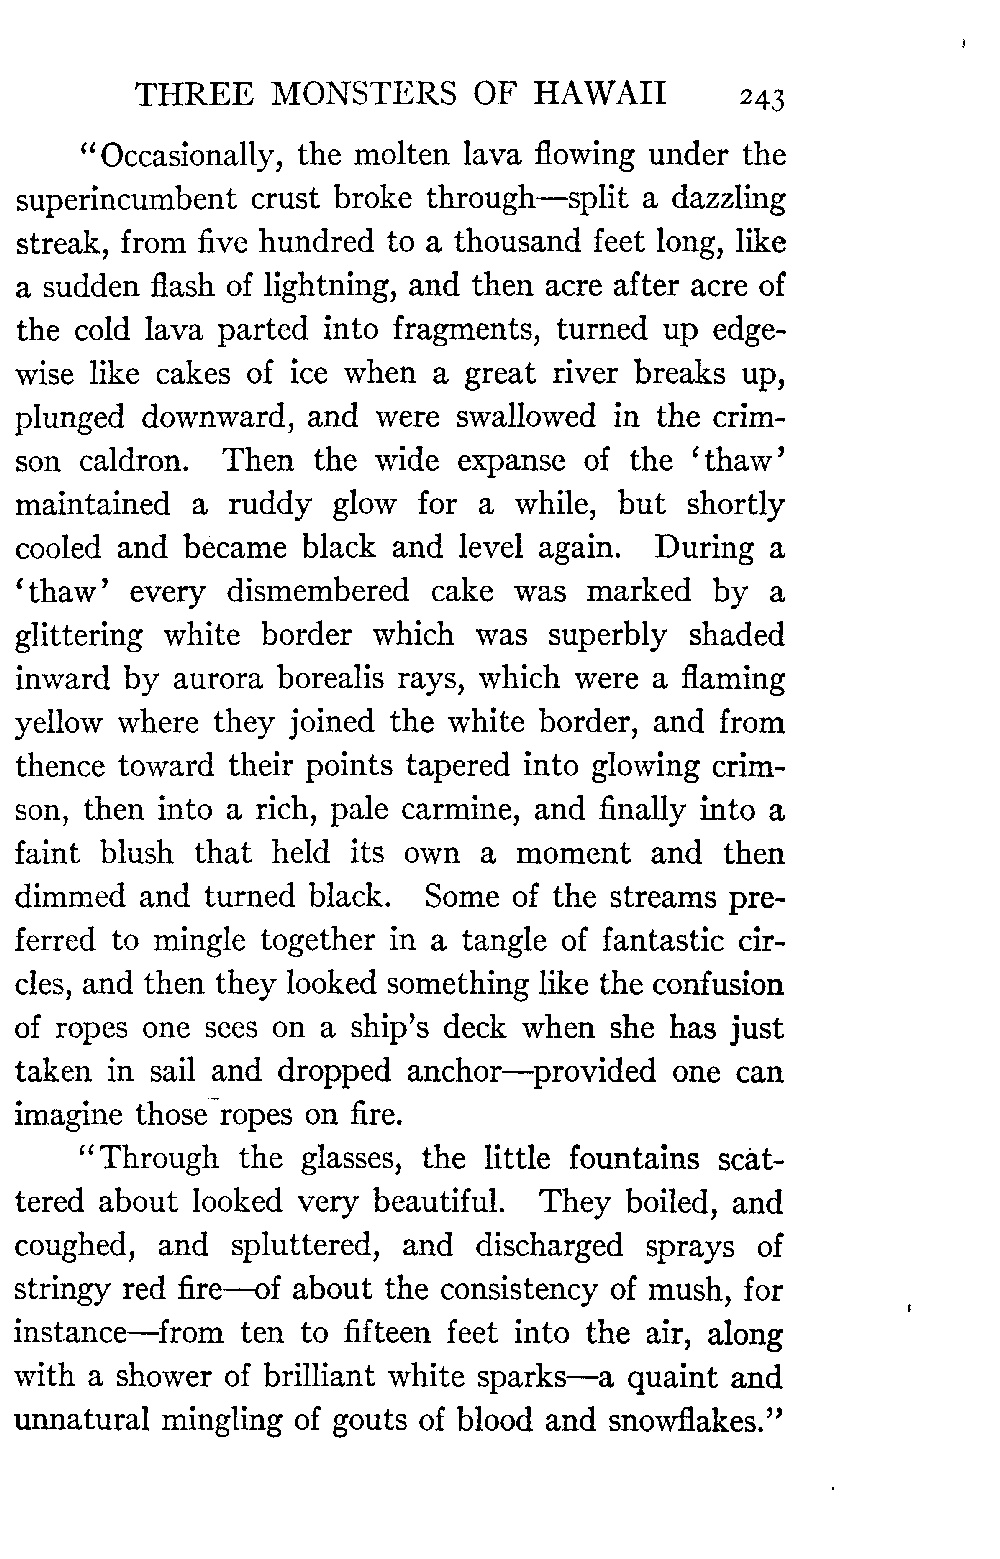 THREE MONSTERS OF HAWAII 243
“Occasionally, the molten lava flowing under the
superincumbent crust broke through—split a dazzling
streak, from five hundred to a thousand feet long, like
a sudden flash of lightning, and then acre after acre of
the cold lava parted into fragments, turned up edge-
wise like cakes of ice when a great river breaks up,
plunged downward, and were swallowed in the crim-
son caldron. Then the wide expanse of the ‘thaw’
maintained a ruddy glow for a while, but shortly
cooled and became black and level again. During a
‘thaw’ every dismembered cake was marked by a
glittering white border which was superbly shaded
inward by aurora borealis rays, which were a flaming
yellow where they joined the white border, and from
thence toward their points tapered into glowing crim-
son, then into a rich, pale carmine, and finally into a
faint blush that held its own a moment and then
dimmed and turned black. Some of the streams pre-
ferred to mingle together in a tangle of fantastic cir-
cles, and then they looked something like the confusion
of ropes one sees on a ship's deck when she has just
taken in sail and dropped anchor—provided one can
imagine those ropes on fire.
“Through the glasses, the little fountains scat-
tered about looked very beautiful. They boiled, and
coughed, and spluttered, and discharged sprays of
stringy red fire—of about the consistency of mush, for
instance—from ten to fifteen feet into the air, along
with a shower of brilliant white sparks—a quaint and
unnatural mingling of gouts of blood and snowflakes.”